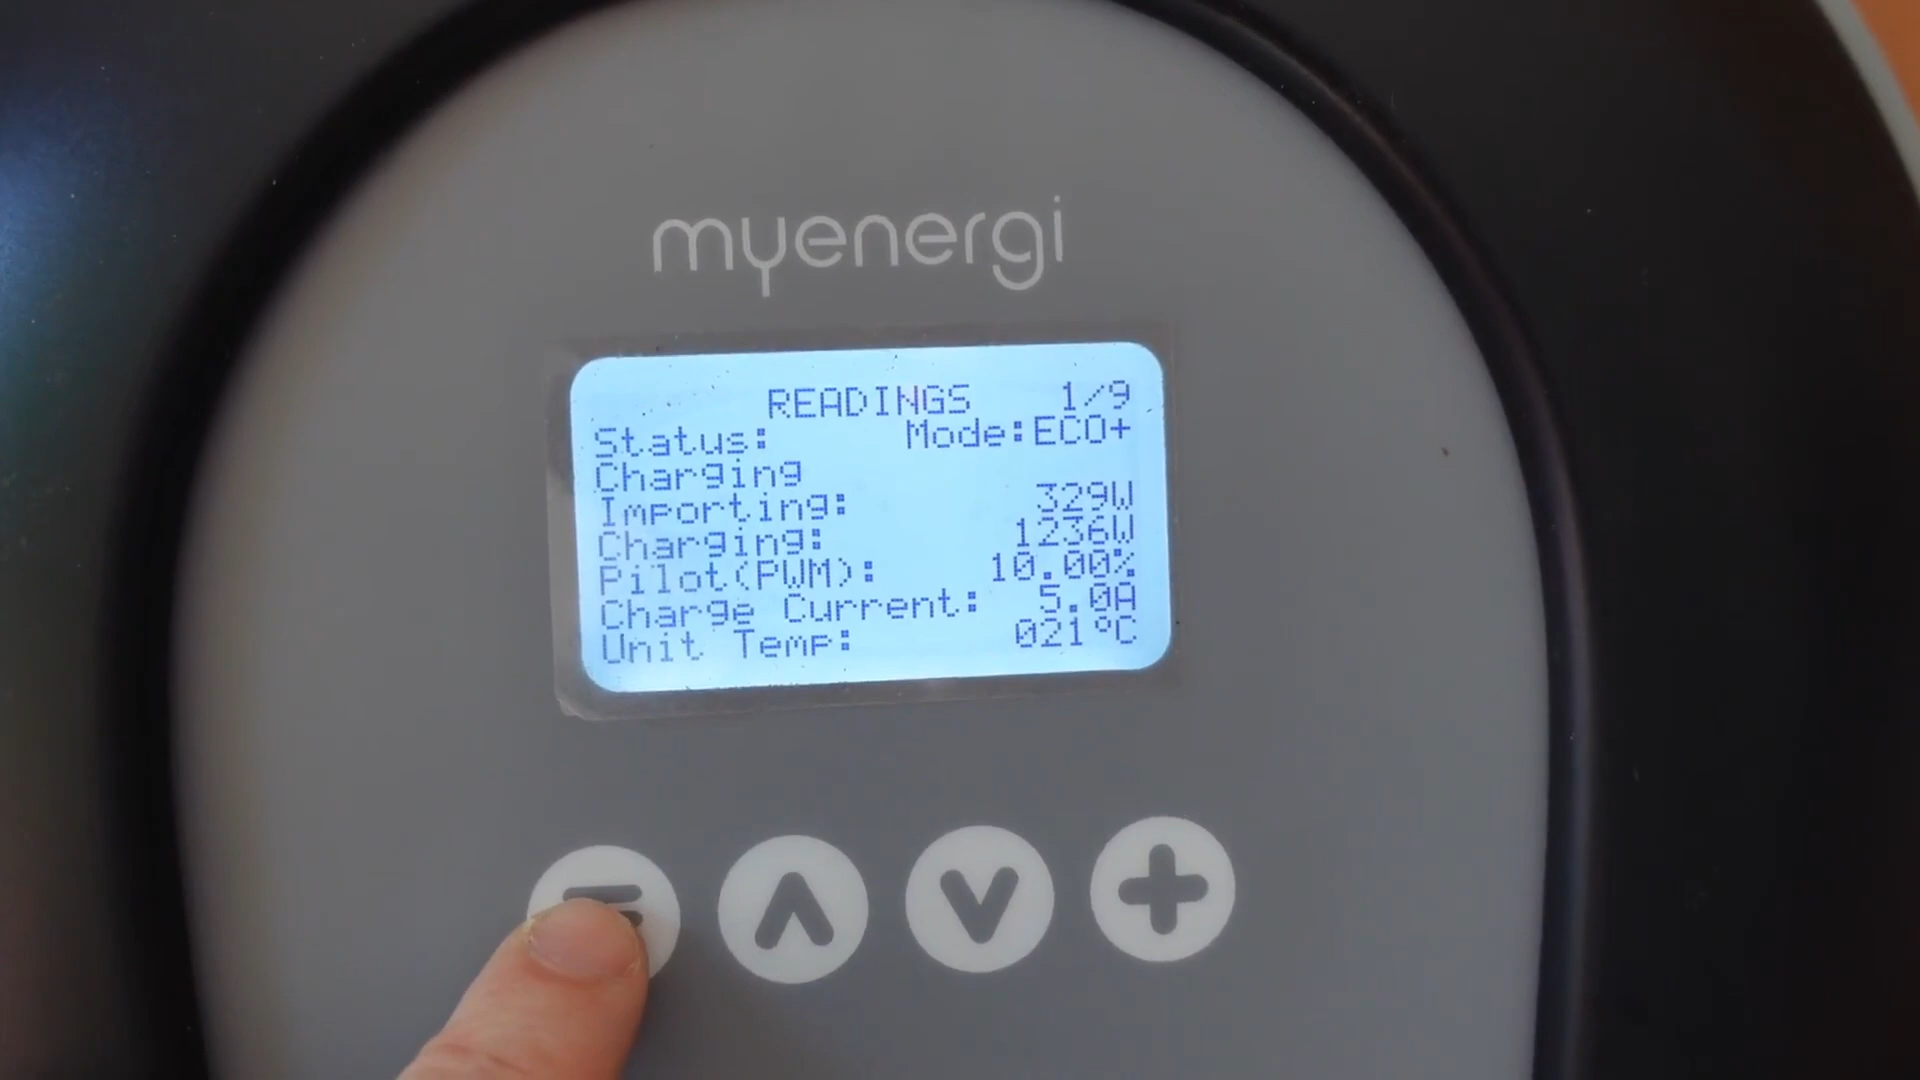 myenergi
READINGS 1/9
Status: Mode:ECO+
Charging
Importing: 329W
Charging: 1236W
Pilot(PWM): 10.00%
Charge Current: 5.0A
Unit Temp: 021°C